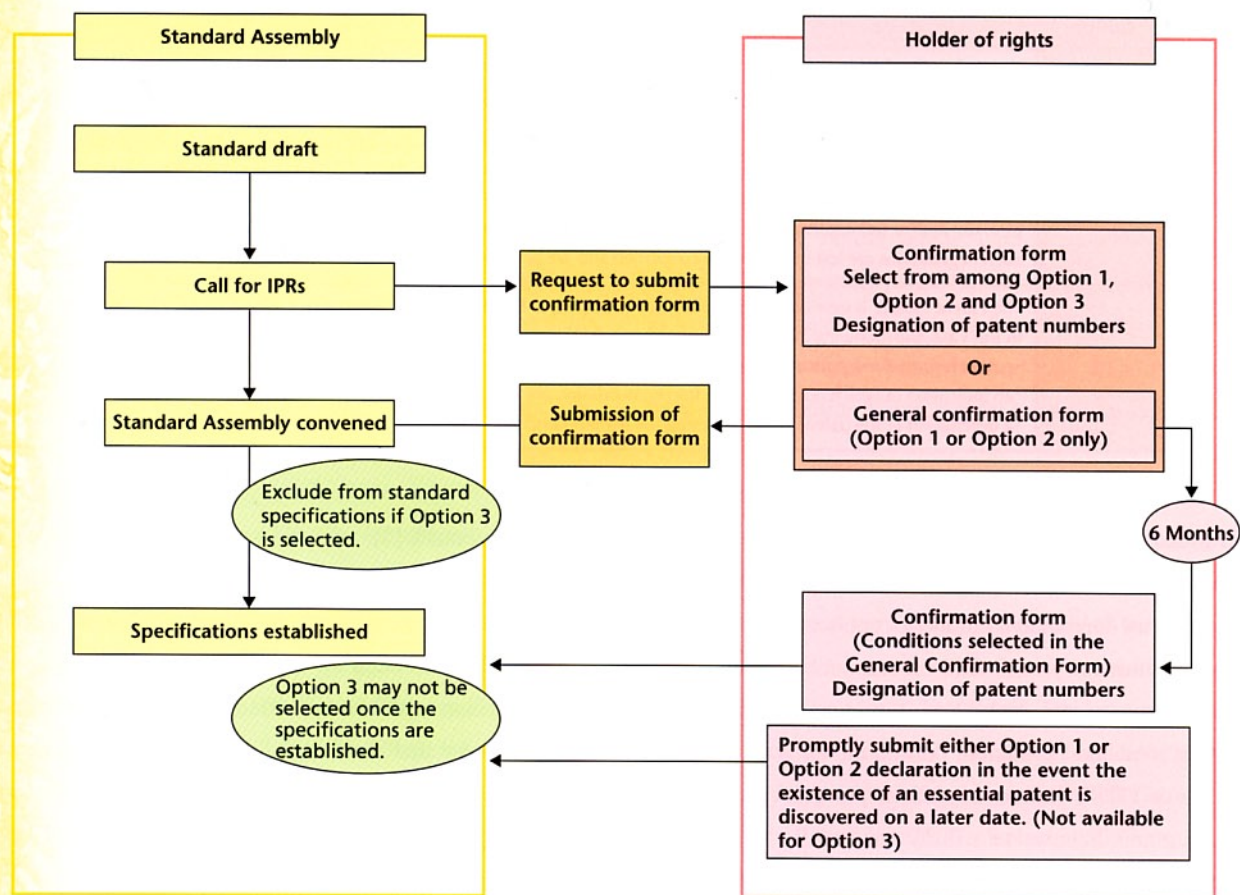 Standard Assembly
Holder of rights
Standard draft
Call for IPRs
Request to submit
confirmation form
Confirmation form
Select from among Option 1,
Option 2 and Option 3
Designation of patent numbers
Or
General confirmation form
(Option 1 or Option 2 only)
Standard Assembly convened
Submission of
confirmation form
Exclude from standard
specifications if Option 3
is selected.
6 Months
Specifications established
Confirmation form
(Conditions selected in the
General Confirmation Form)
Designation of patent numbers
Option 3 may not be
selected once the
specifications are
established.
Promptly submit either Option 1 or
Option 2 declaration in the event the
existence of an essential patent is
discovered on a later date. (Not available
for Option 3)